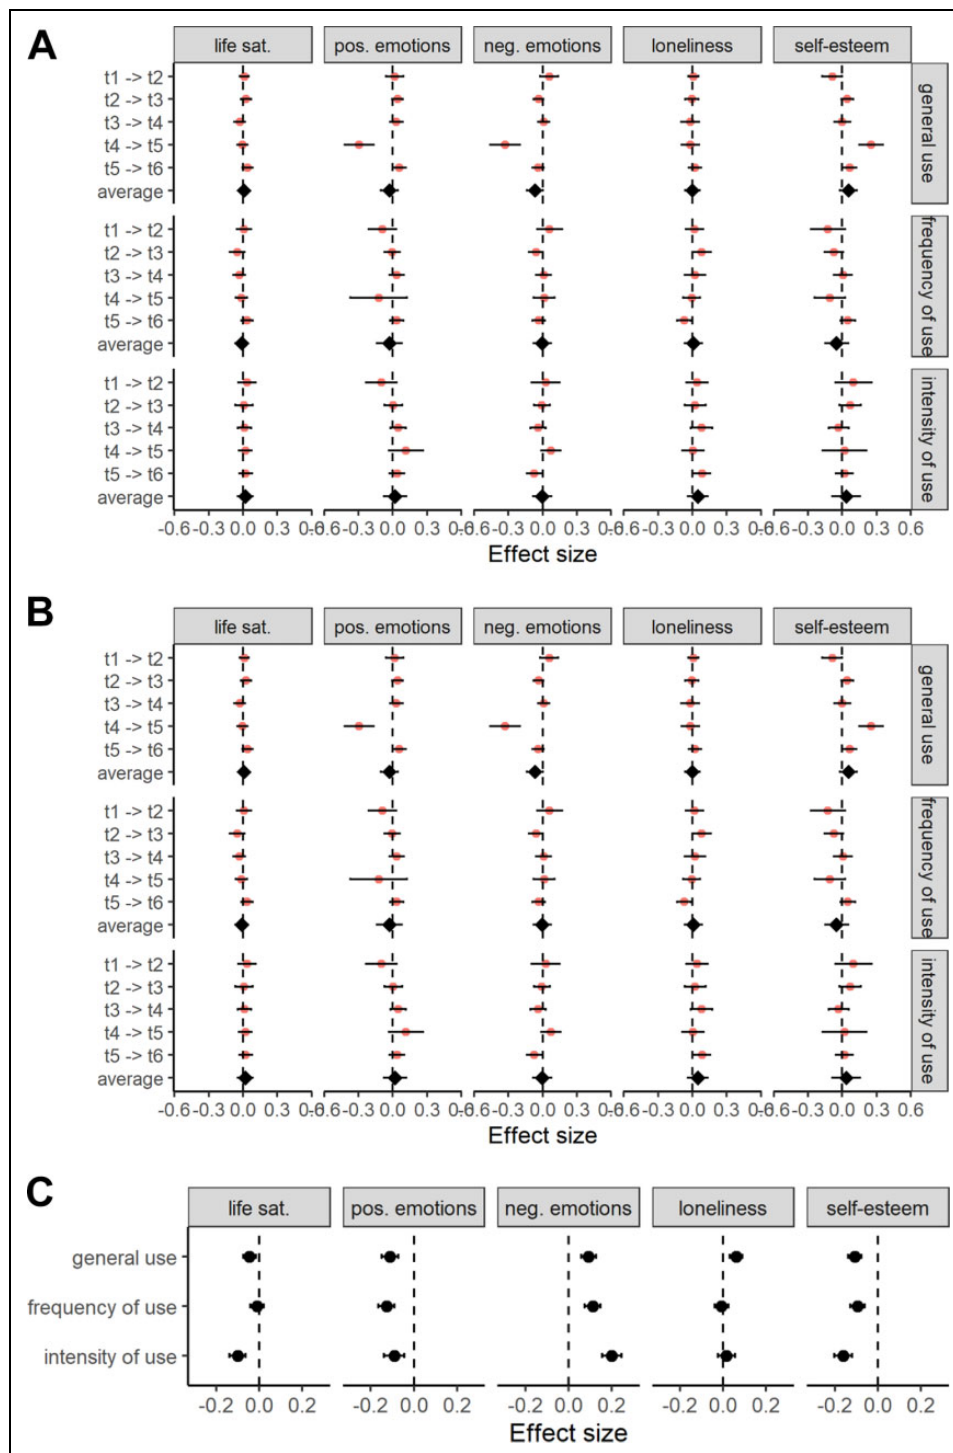 A
life sat. pos. emotions neg. emotions loneliness self-esteem
t1 -> t2
t2 -> t3
t3 -> t4
t4 -> t5
t5 -> t6
average
general use
t1 -> t2
t2 -> t3
t3 -> t4
t4 -> t5
t5 -> t6
average
frequency of use
t1 -> t2
t2 -> t3
t3 -> t4
t4 -> t5
t5 -> t6
average
intensity of use
-0.6 -0.3 0.0 0.3 0.6 -0.6 -0.3 0.0 0.3 0.6 -0.6 -0.3 0.0 0.3 0.6 -0.6 -0.3 0.0 0.3 0.6 -0.6 -0.3 0.0 0.3 0.6
Effect size
B
life sat. pos. emotions neg. emotions loneliness self-esteem
t1 -> t2
t2 -> t3
t3 -> t4
t4 -> t5
t5 -> t6
average
general use
t1 -> t2
t2 -> t3
t3 -> t4
t4 -> t5
t5 -> t6
average
frequency of use
t1 -> t2
t2 -> t3
t3 -> t4
t4 -> t5
t5 -> t6
average
intensity of use
-0.6 -0.3 0.0 0.3 0.6 -0.6 -0.3 0.0 0.3 0.6 -0.6 -0.3 0.0 0.3 0.6 -0.6 -0.3 0.0 0.3 0.6 -0.6 -0.3 0.0 0.3 0.6
Effect size
C
life sat. pos. emotions neg. emotions loneliness self-esteem
general use
frequency of use
intensity of use
-0.2 0.0 0.2 -0.2 0.0 0.2 -0.2 0.0 0.2 -0.2 0.0 0.2 -0.2 0.0 0.2
Effect size